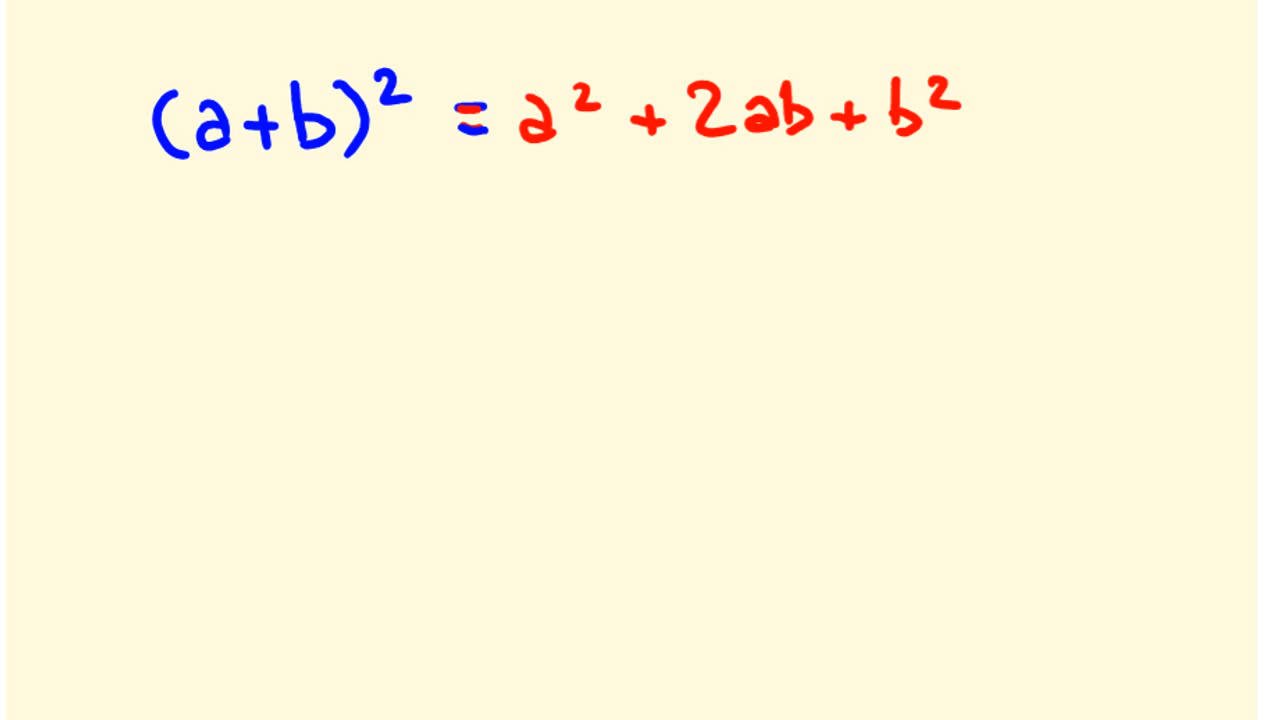 (a+b)² = a² + 2ab + b²